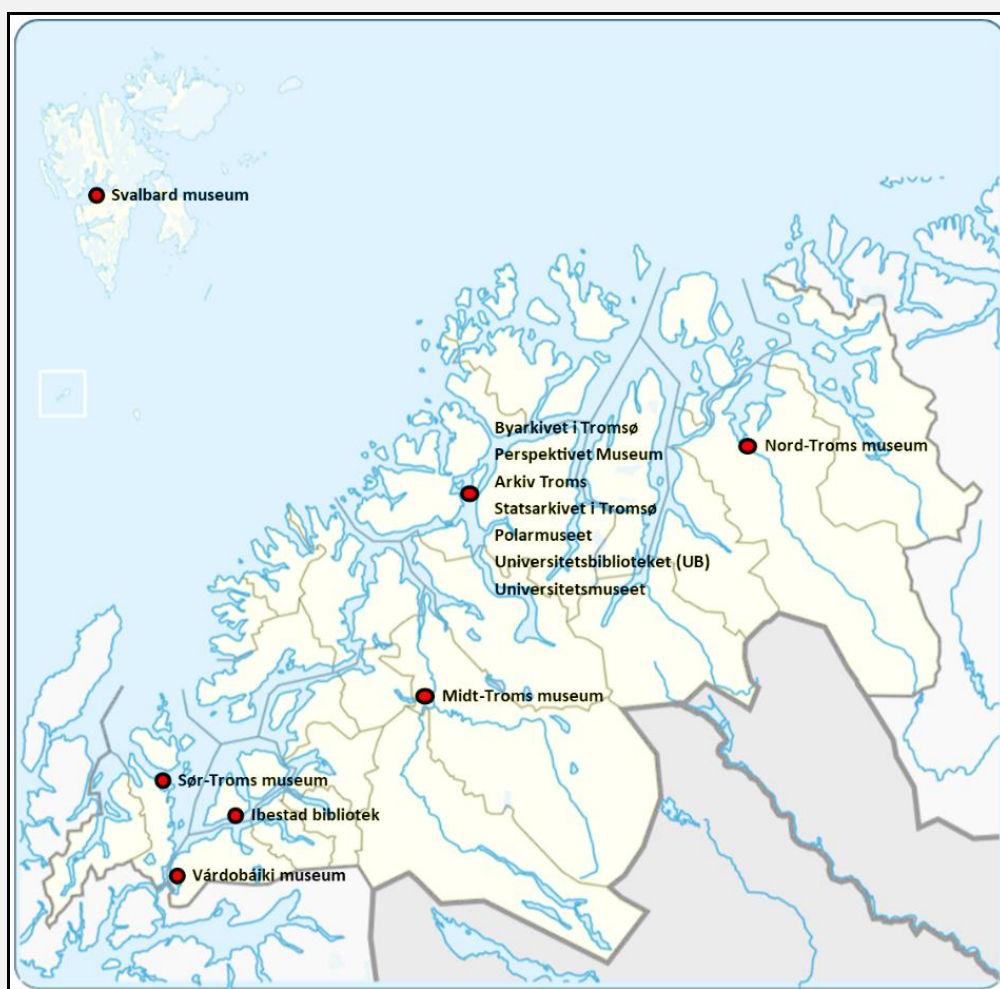 Svalbard museum
Byarkivet i Tromsø
Nord-Troms museum
Perspektivet Museum
Arkiv Troms
Statsarkivet i Tromsø
Polarmuseet
Universitetsbiblioteket (UB)
Universitetsmuseet
Midt-Troms museum
Sør-Troms museum
Ibestad bibliotek
Várdobáiki museum